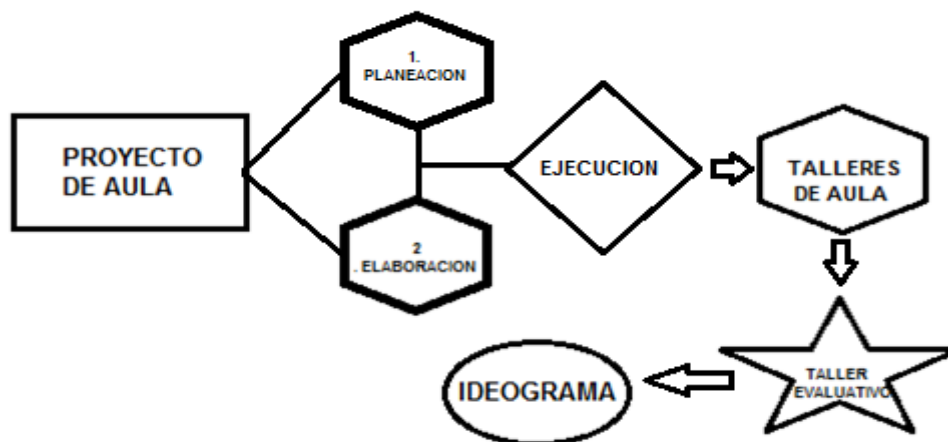 1.
PLANEACION
PROYECTO
DE AULA
EJECUCION
TALLERES
DE AULA
2
. ELABORACION
TALLER
EVALUATIVO
IDEOGRAMA